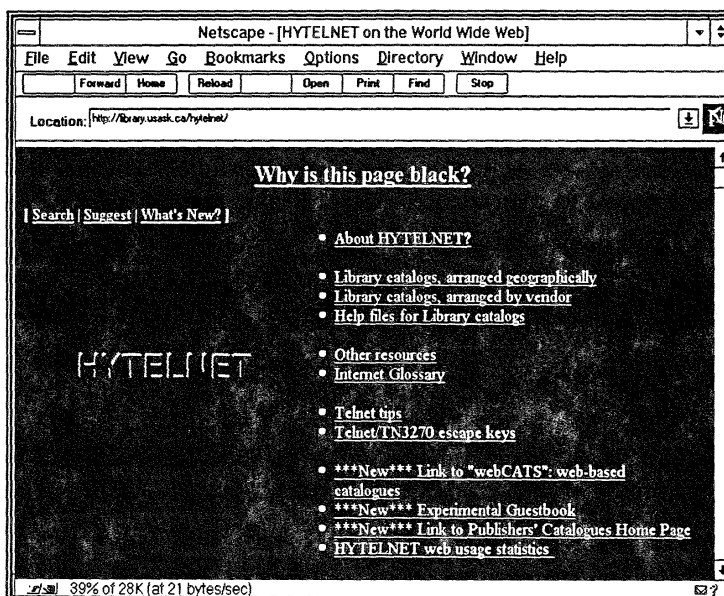 Netscape - [HYTELNET on the World Wide Web]
File Edit View Go Bookmarks Options Directory Window Help
Forward Home Reload Open Print Find Stop
Location: http://library.usask.ca/hytelnet/
Why is this page black?
[ Search | Suggest | What's New? ]
• About HYTELNET?
• Library catalogs, arranged geographically
• Library catalogs, arranged by vendor
• Help files for Library catalogs
HYTELNET
• Other resources
• Internet Glossary
• Telnet tips
• Telnet/TN3270 escape keys
• ***New*** Link to "webCATS": web-based
catalogues
• ***New*** Experimental Guestbook
• ***New*** Link to Publishers' Catalogues Home Page
• HYTELNET web usage statistics
39% of 28K (at 21 bytes/sec)